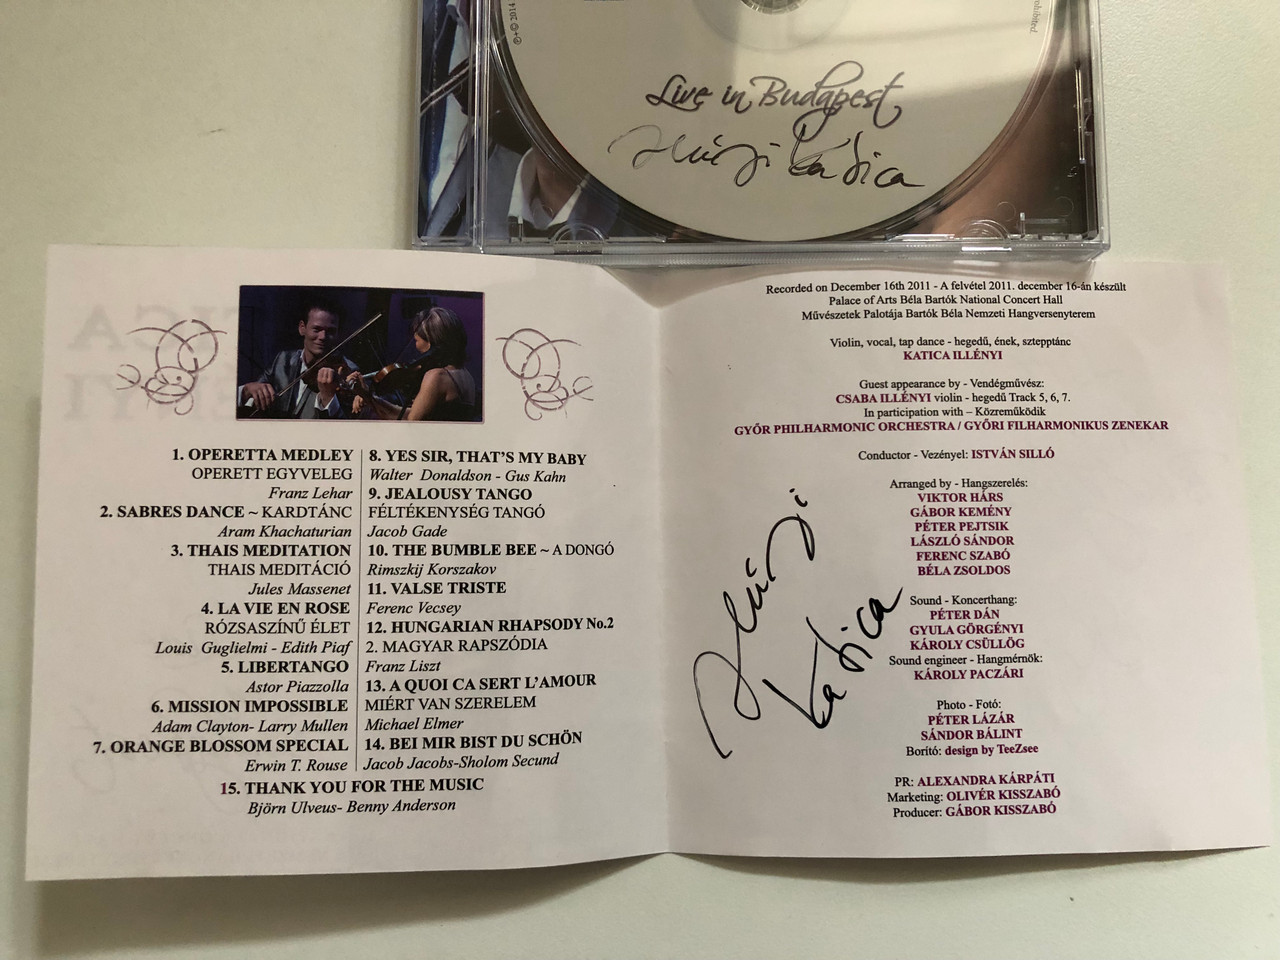 ℗+© 2014
Live in Budapest
Illényi Katica
1. OPERETTA MEDLEY
OPERETT EGYVELEG
Franz Lehar
2. SABRES DANCE ~ KARDTÁNC
Aram Khachaturian
3. THAIS MEDITATION
THAIS MEDITÁCIÓ
Jules Massenet
4. LA VIE EN ROSE
RÓZSASZÍNŰ ÉLET
Louis Guglielmi - Edith Piaf
5. LIBERTANGO
Astor Piazzolla
6. MISSION IMPOSSIBLE
Adam Clayton- Larry Mullen
7. ORANGE BLOSSOM SPECIAL
Erwin T. Rouse
8. YES SIR, THAT'S MY BABY
Walter Donaldson - Gus Kahn
9. JEALOUSY TANGO
FÉLTÉKENYSÉG TANGÓ
Jacob Gade
10. THE BUMBLE BEE ~ A DONGÓ
Rimszkij Korszakov
11. VALSE TRISTE
Ferenc Vecsey
12. HUNGARIAN RHAPSODY No.2
2. MAGYAR RAPSZÓDIA
Franz Liszt
13. A QUOI CA SERT L'AMOUR
MIÉRT VAN SZERELEM
Michael Elmer
14. BEI MIR BIST DU SCHÖN
Jacob Jacobs-Sholom Secund
15. THANK YOU FOR THE MUSIC
Björn Ulveus- Benny Anderson
Recorded on December 16th 2011 - A felvétel 2011. december 16-án készült
Palace of Arts Béla Bartók National Concert Hall
Művészetek Palotája Bartók Béla Nemzeti Hangversenyterem
Violin, vocal, tap dance - hegedű, ének, sztepptánc
KATICA ILLÉNYI
Guest appearance by - Vendégművész:
CSABA ILLÉNYI violin - hegedű Track 5, 6, 7.
In participation with – Közreműködik
GYŐR PHILHARMONIC ORCHESTRA / GYŐRI FILHARMONIKUS ZENEKAR
Conductor - Vezényel: ISTVÁN SILLÓ
Arranged by - Hangszerelés:
VIKTOR HÁRS
GÁBOR KEMÉNY
PÉTER PEJTSIK
LÁSZLÓ SÁNDOR
FERENC SZABÓ
BÉLA ZSOLDOS
Sound - Koncerthang:
PÉTER DÁN
GYULA GÖRGÉNYI
KÁROLY CSÜLLÖG
Sound engineer - Hangmérnök:
KÁROLY PACZÁRI
Photo - Fotó:
PÉTER LÁZÁR
SÁNDOR BÁLINT
Borító: design by TeeZsee
PR: ALEXANDRA KÁRPÁTI
Marketing: OLIVÉR KISSZABÓ
Producer: GÁBOR KISSZABÓ
Illényi
Katica